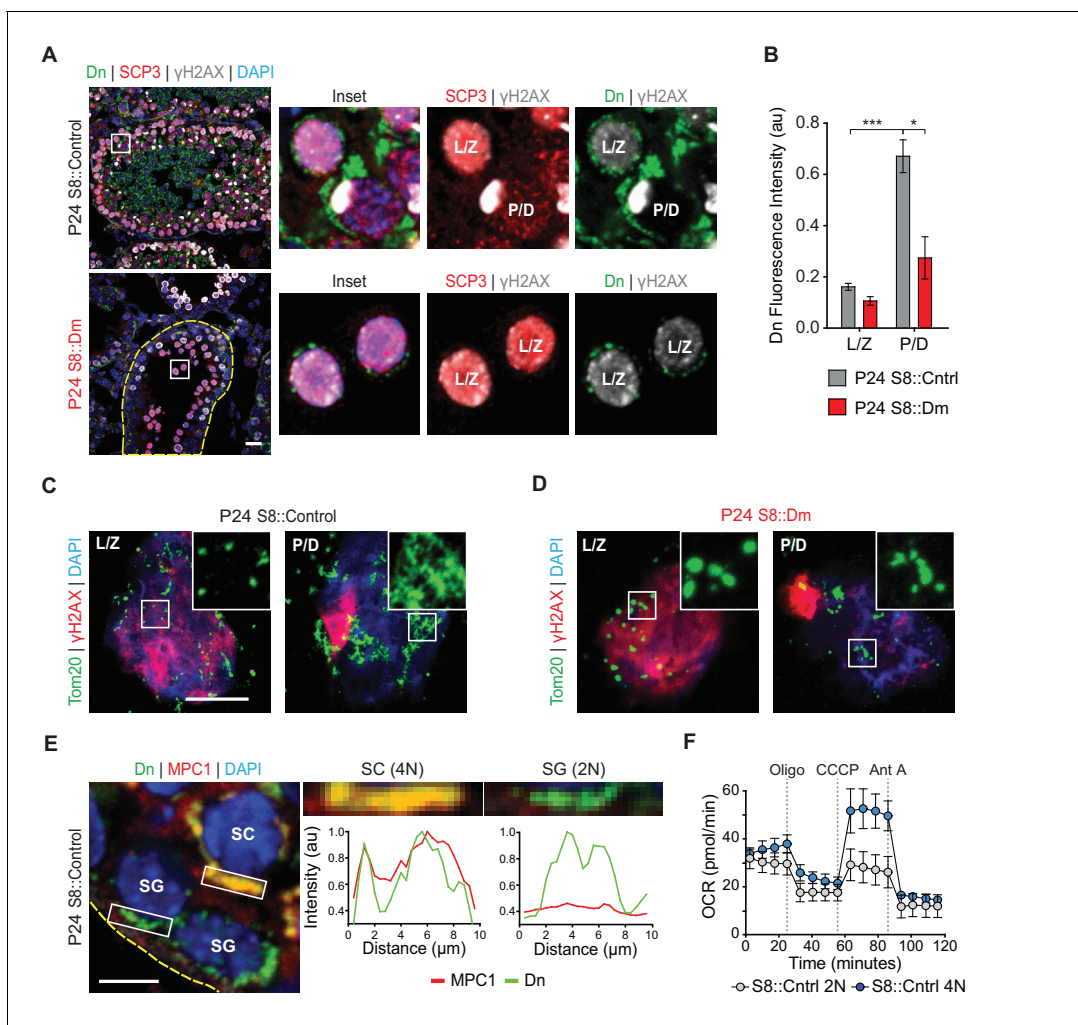 A
Dn | SCP3 | γH2AX | DAPI
P24 S8::Control
Inset
SCP3 | γH2AX
Dn | γH2AX
L/Z
L/Z
P/D
P/D
P24 S8::Dm
Inset
SCP3 | γH2AX
Dn | γH2AX
L/Z
L/Z
L/Z
L/Z
B
Dn Fluorescence Intensity (au)
0.8
0.6
0.4
0.2
0
***
*
L/Z
P/D
P24 S8::Cntrl
P24 S8::Dm
C
P24 S8::Control
Tom20 | γH2AX | DAPI
L/Z
P/D
D
P24 S8::Dm
Tom20 | γH2AX | DAPI
L/Z
P/D
E
Dn | MPC1 | DAPI
P24 S8::Control
SC
SG
SG
SC (4N)
SG (2N)
Intensity (au)
1.0
0.8
0.6
0.4
0 2 4 6 8 10
Distance (μm)
1.0
0.8
0.6
0.4
0 2 4 6 8 10
Distance (μm)
MPC1
Dn
F
Oligo
CCCP
Ant A
OCR (pmol/min)
60
40
20
0
0 20 40 60 80 100 120
Time (minutes)
S8::Cntrl 2N
S8::Cntrl 4N